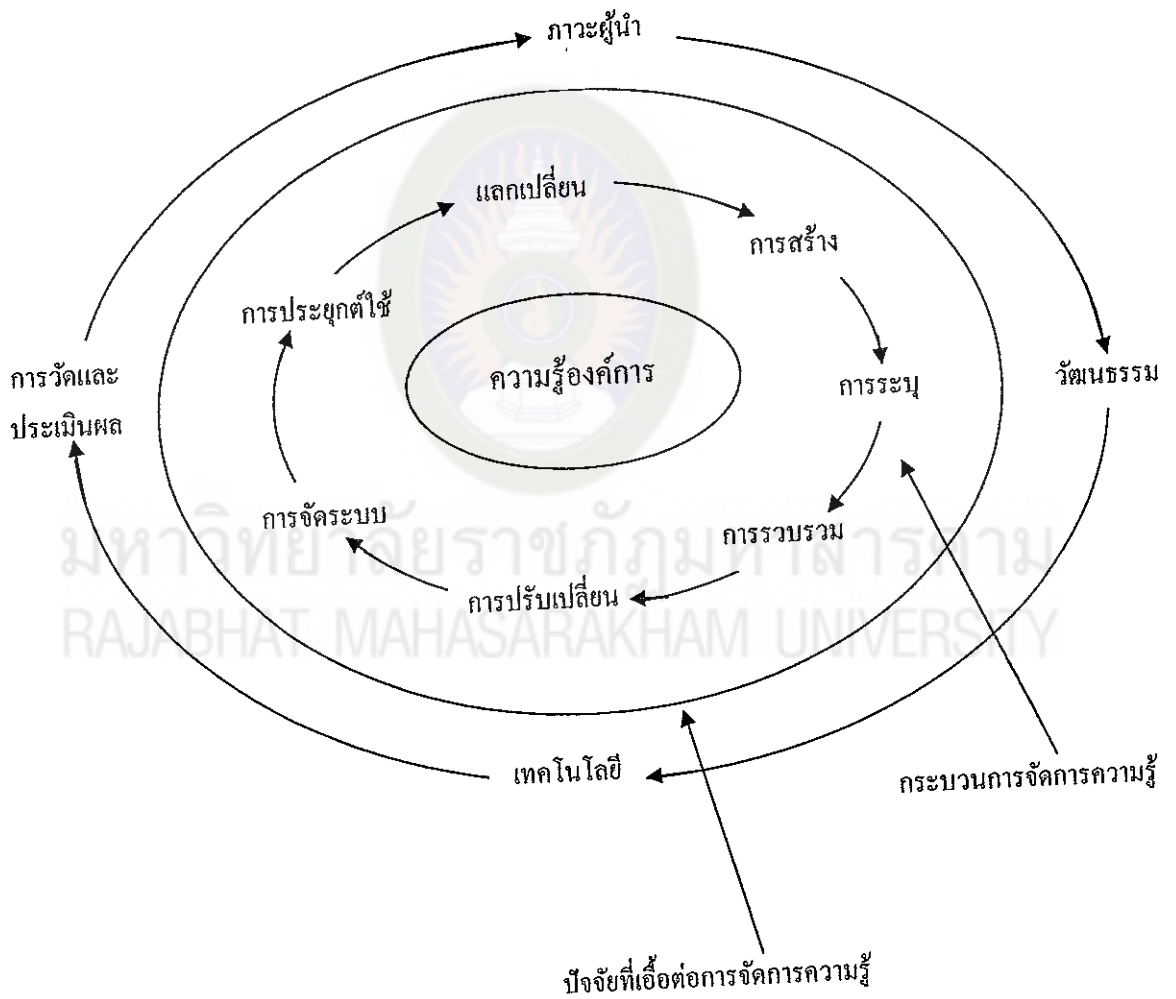 ภาวะผู้นำ
แลกเปลี่ยน
การสร้าง
การประยุกต์ใช้
ความรู้องค์การ
การระบุ
การวัดและ
ประเมินผล
วัฒนธรรม
การจัดระบบ
การรวบรวม
การปรับเปลี่ยน
มหาวิทยาลัยราชภัฏมหาสารคาม
RAJABHAT MAHASARAKHAM UNIVERSITY
เทคโนโลยี
กระบวนการจัดการความรู้
ปัจจัยที่เอื้อต่อการจัดการความรู้